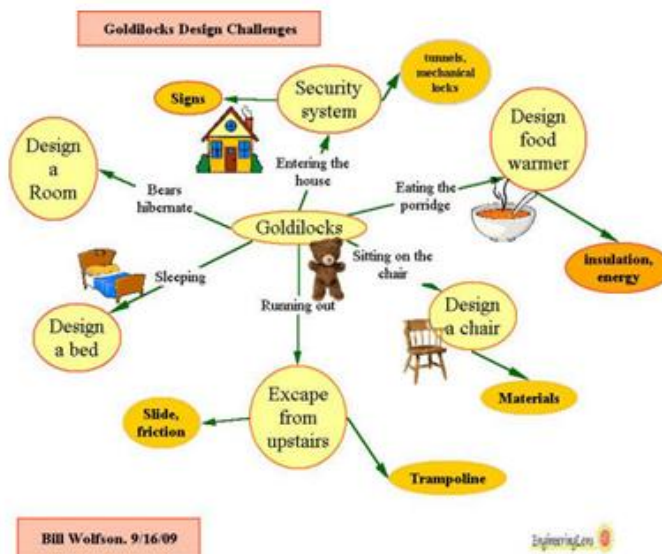 Goldilocks Design Challenges
tunnels,
mechanical
locks
Signs
Security
system
Design
food
warmer
Design
a
Room
Entering the
house
Bears
hibernate
Eating the
porridge
Goldilocks
Sitting on the
chair
insulation,
energy
Sleeping
Running out
Design
a bed
Design
a chair
Excape
from
upstairs
Slide,
friction
Materials
Trampoline
Bill Wolfson. 9/16/09
EngineeringLens